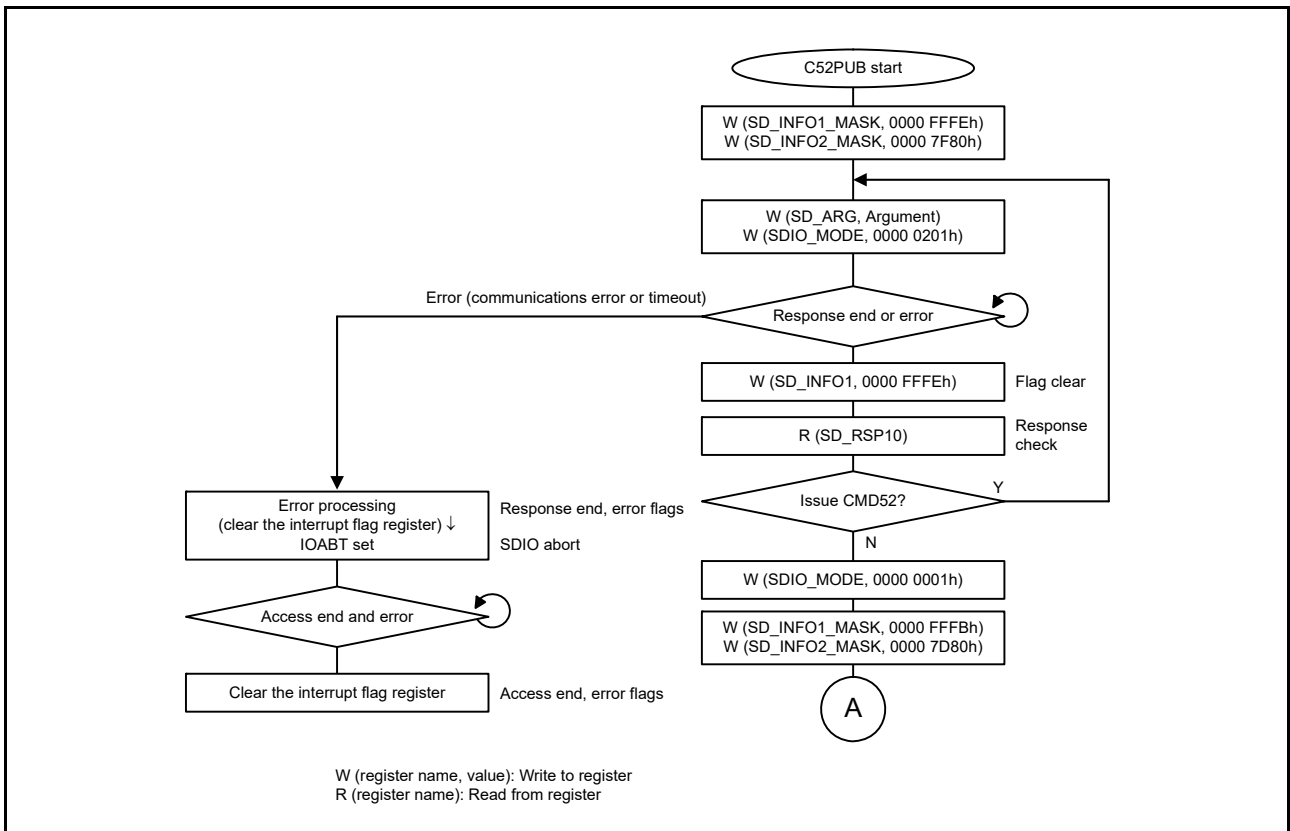 C52PUB start
W (SD_INFO1_MASK, 0000 FFFEh)
W (SD_INFO2_MASK, 0000 7F80h)
W (SD_ARG, Argument)
W (SDIO_MODE, 0000 0201h)
Error (communications error or timeout)
Response end or error
W (SD_INFO1, 0000 FFFEh)
Flag clear
R (SD_RSP10)
Response
check
Issue CMD52?
Y
N
Error processing
(clear the interrupt flag register) ↓
IOABT set
Response end, error flags
SDIO abort
Access end and error
Clear the interrupt flag register
Access end, error flags
W (SDIO_MODE, 0000 0001h)
W (SD_INFO1_MASK, 0000 FFFBh)
W (SD_INFO2_MASK, 0000 7D80h)
A
W (register name, value): Write to register
R (register name): Read from register